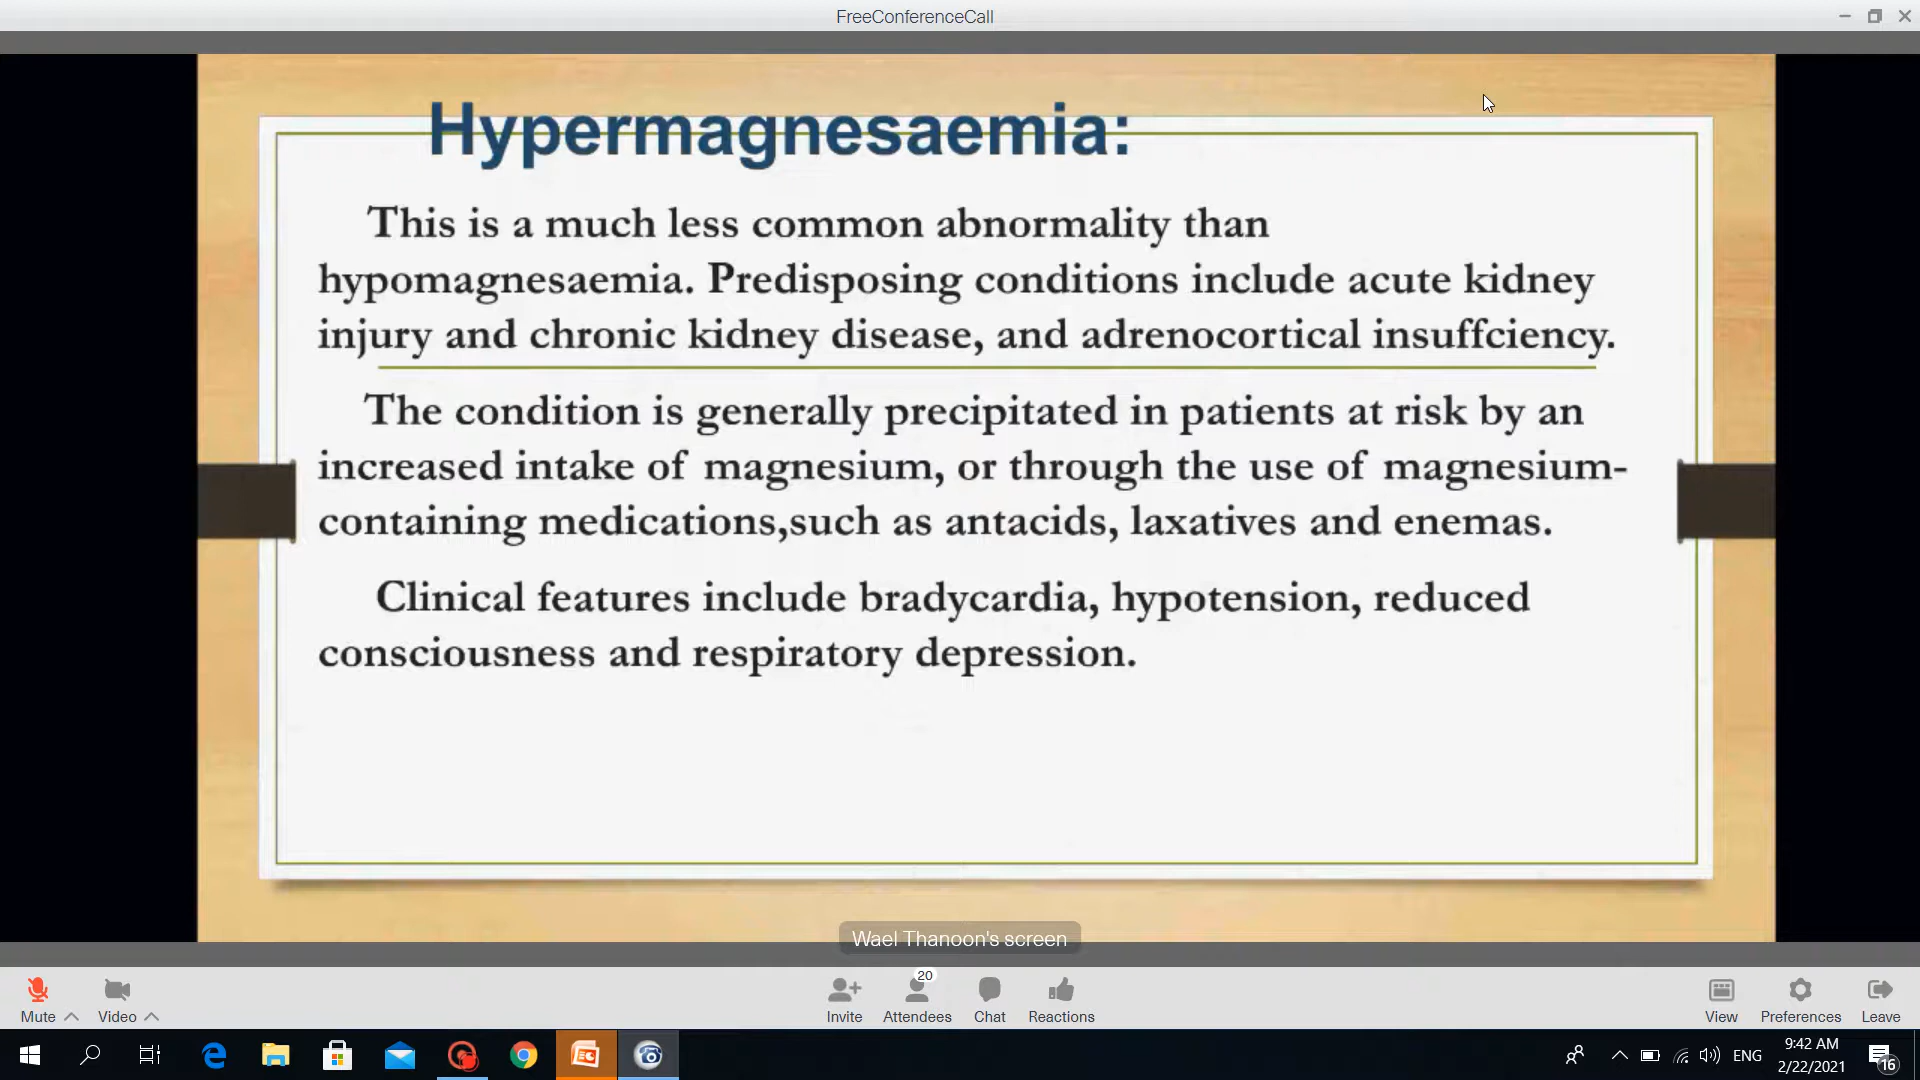 FreeConferenceCall
Hypermagnesaemia:
This is a much less common abnormality than
hypomagnesaemia. Predisposing conditions include acute kidney
injury and chronic kidney disease, and adrenocortical insuffciency.
The condition is generally precipitated in patients at risk by an
increased intake of magnesium, or through the use of magnesium-
containing medications,such as antacids, laxatives and enemas.
Clinical features include bradycardia, hypotension, reduced
consciousness and respiratory depression.
Wael Thanoon's screen
20
Mute Video Invite Attendees Chat Reactions View Preferences Leave
ENG 9:42 AM
2/22/2021 16